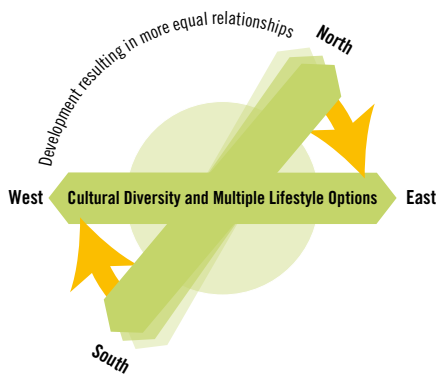 Development resulting in more equal relationships
North
West
Cultural Diversity and Multiple Lifestyle Options
East
South